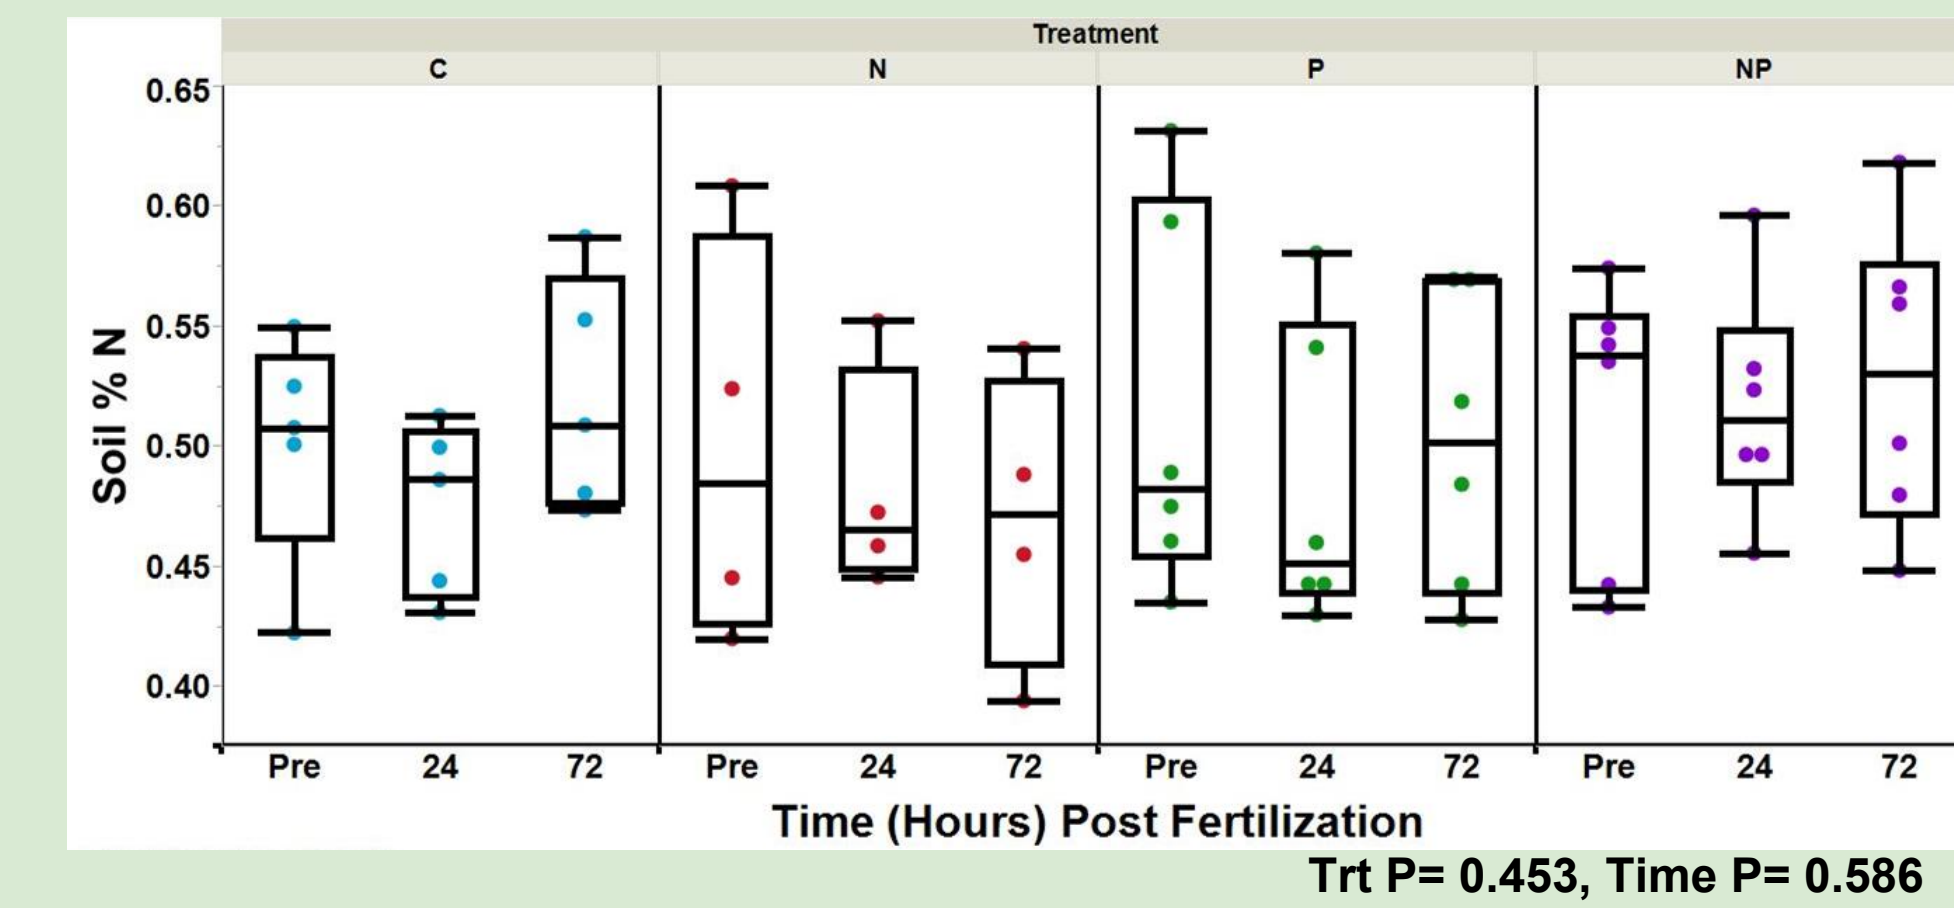 Treatment
C N P NP
0.65
0.60
0.55
0.50
0.45
0.40
Soil % N
Pre 24 72 Pre 24 72 Pre 24 72 Pre 24 72
Time (Hours) Post Fertilization
Trt P= 0.453, Time P= 0.586